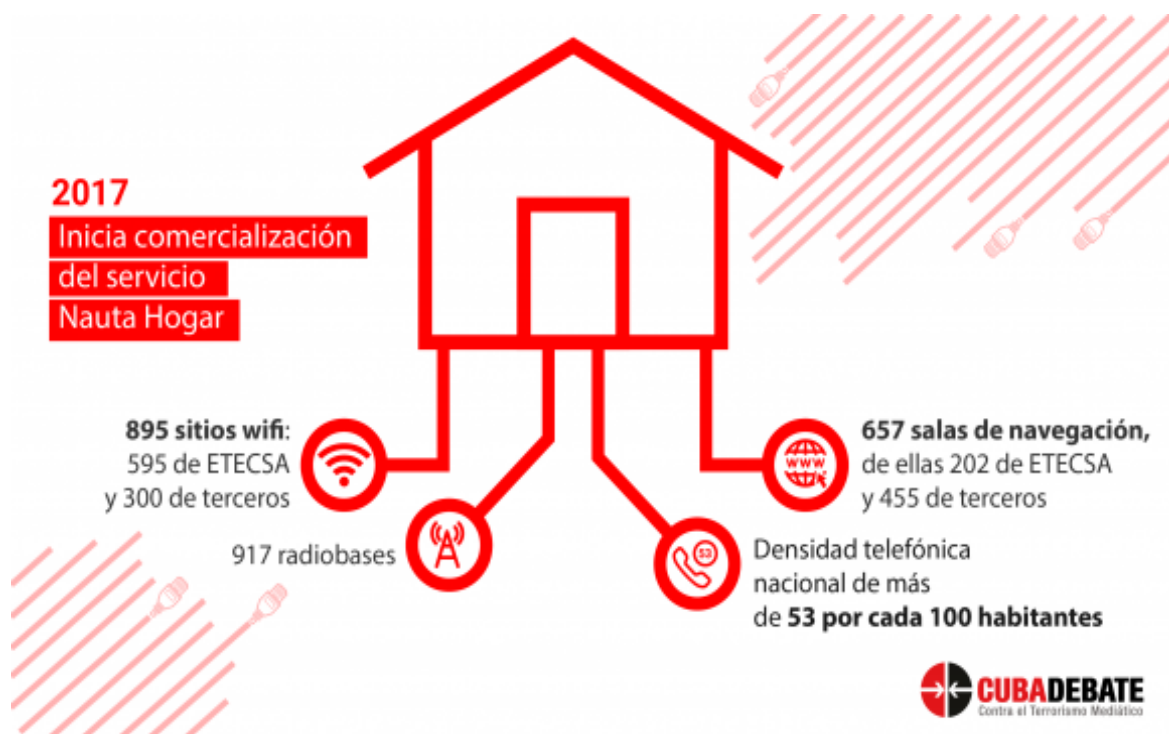 2017
Inicia comercialización
del servicio
Nauta Hogar
895 sitios wifi:
595 de ETECSA
y 300 de terceros
917 radiobases
www
657 salas de navegación,
de ellas 202 de ETECSA
y 455 de terceros
53
Densidad telefónica
nacional de más
de 53 por cada 100 habitantes
CUBADEBATE
Contra el Terrorismo Mediático